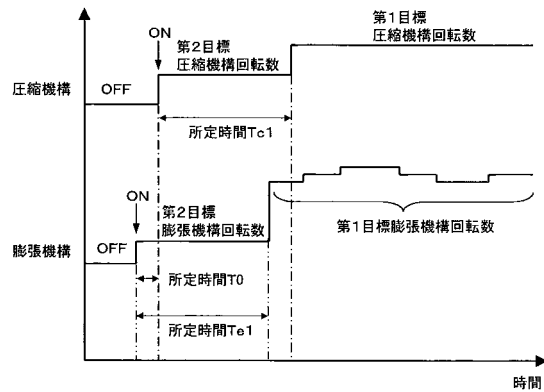 第1目標
圧縮機構回転数
ON
第2目標
圧縮機構回転数
圧縮機構
OFF
所定時間Tc1
ON
第2目標
膨張機構回転数
第1目標膨張機構回転数
膨張機構
OFF
所定時間T0
所定時間Te1
時間